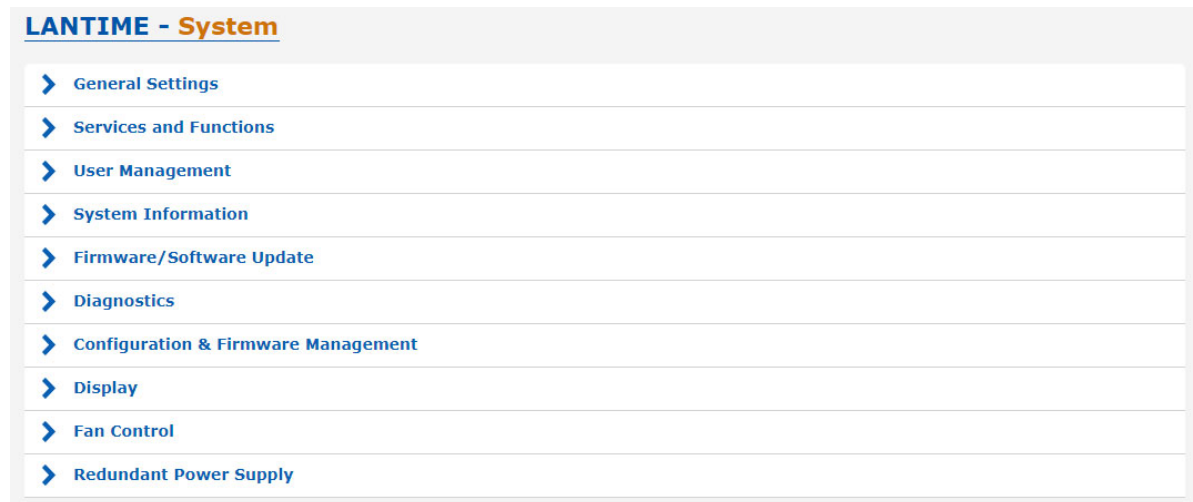 LANTIME - System
General Settings
Services and Functions
User Management
System Information
Firmware/Software Update
Diagnostics
Configuration & Firmware Management
Display
Fan Control
Redundant Power Supply